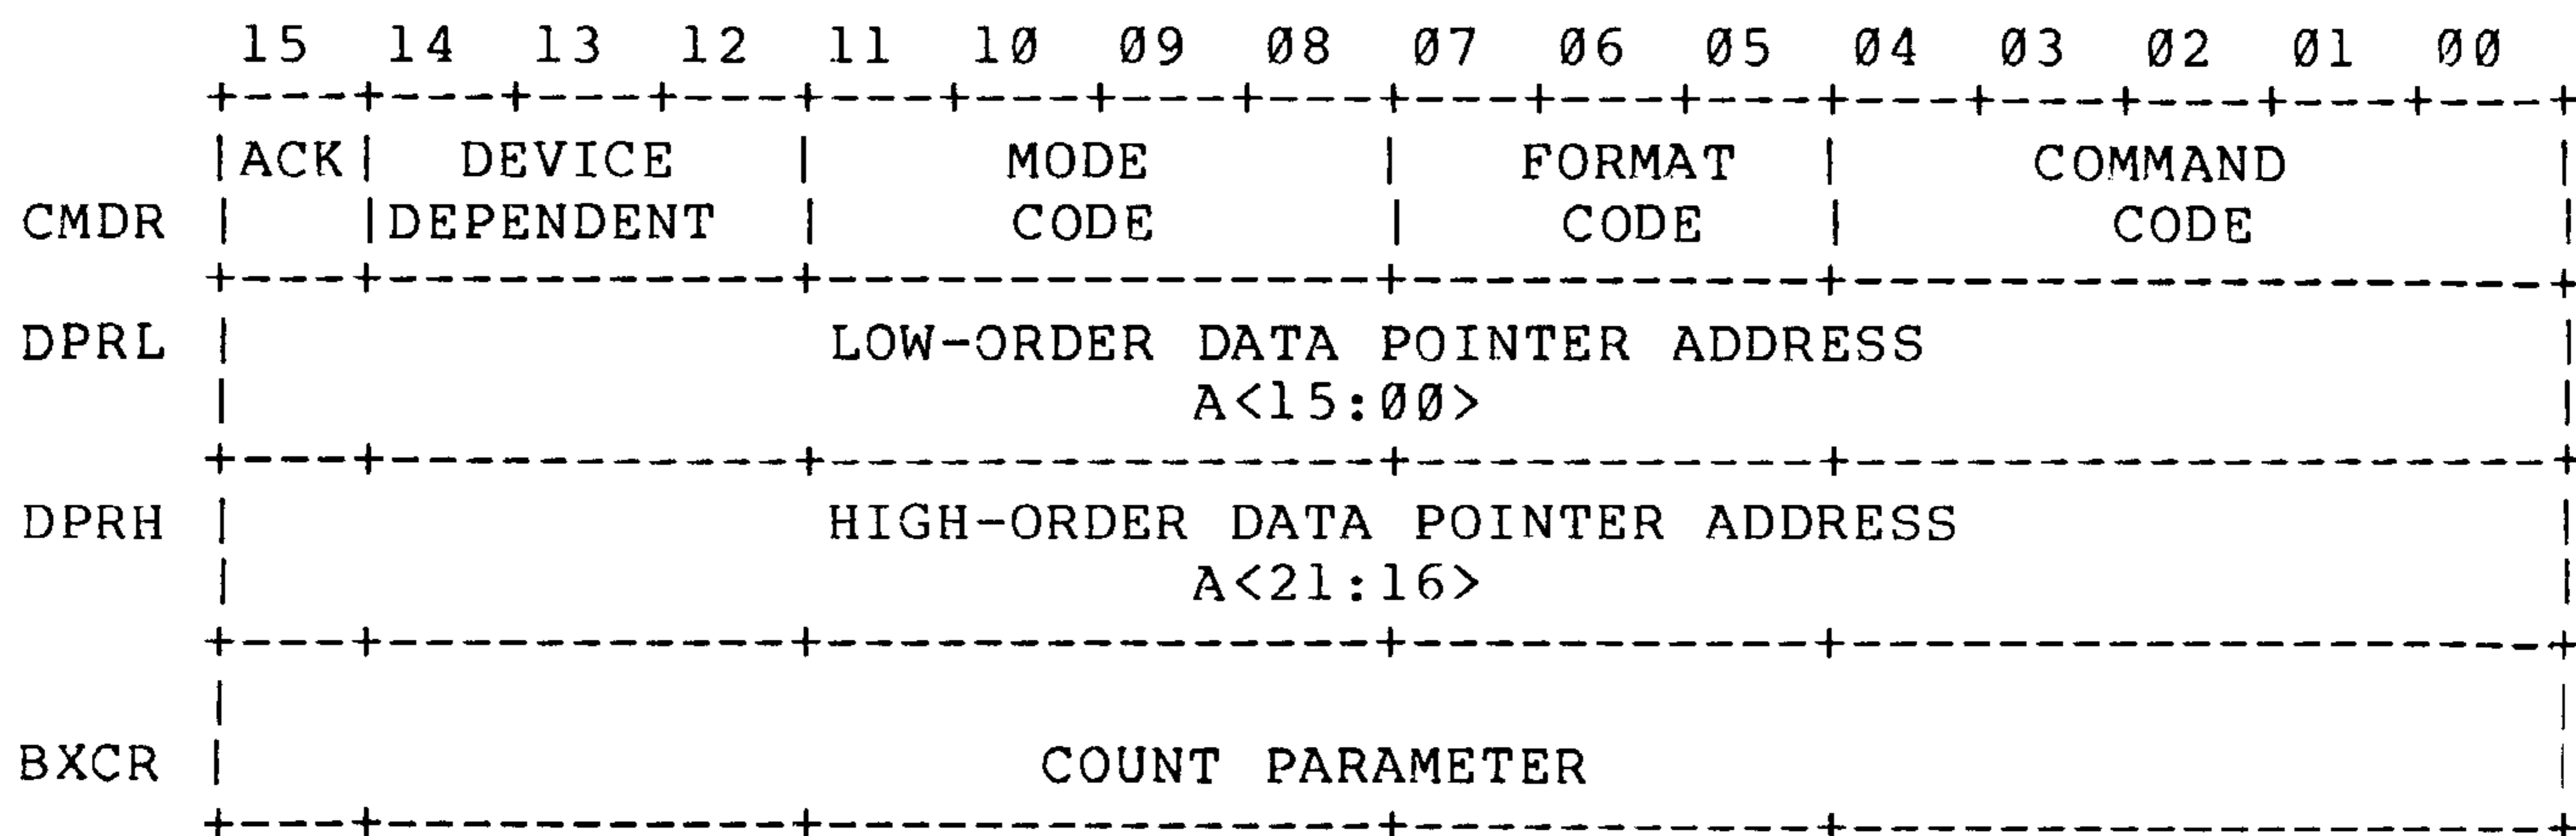 15 14 13 12 11 10 09 08 07 06 05 04 03 02 01 00
ACK DEVICE MODE FORMAT COMMAND
CMDR DEPENDENT CODE CODE CODE
DPRL LOW-ORDER DATA POINTER ADDRESS
A<15:00>
DPRH HIGH-ORDER DATA POINTER ADDRESS
A<21:16>
BXCR COUNT PARAMETER